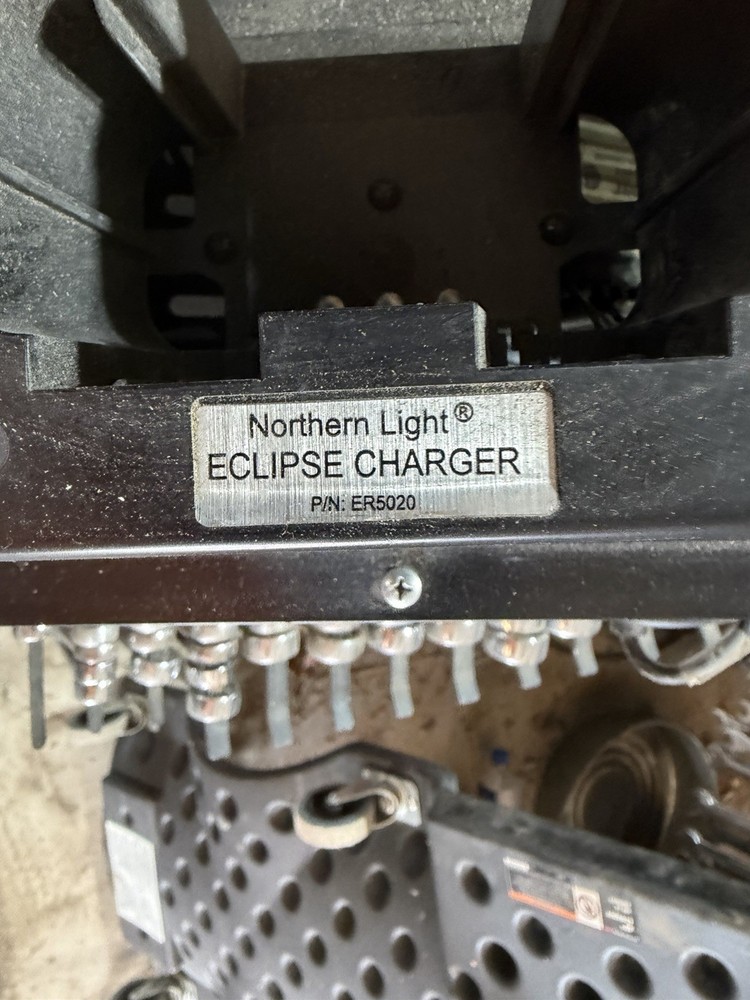 Northern Light®
ECLIPSE CHARGER
P/N: ER5020